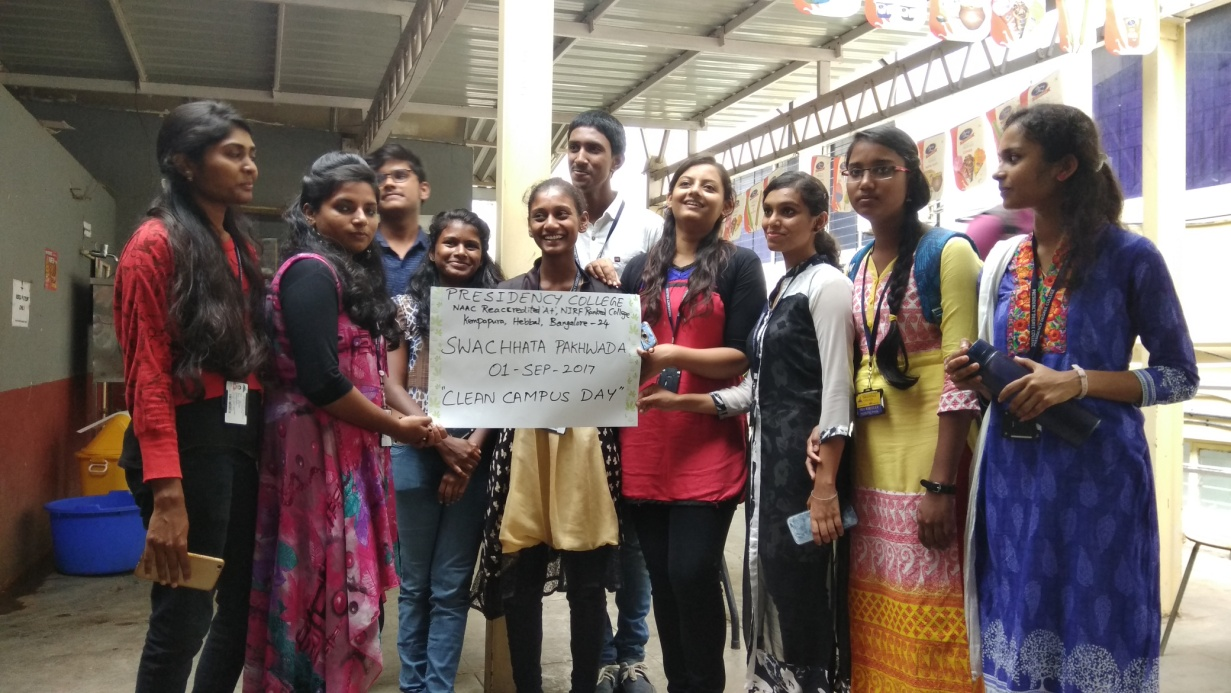 PRESIDENCY COLLEGE
NAAC Reaccredited A+, NIRF Ranked College
Kempapura, Hebbal, Bangalore - 24
SWACHHATA PAKHWADA
01-SEP-2017
"CLEAN CAMPUS DAY"